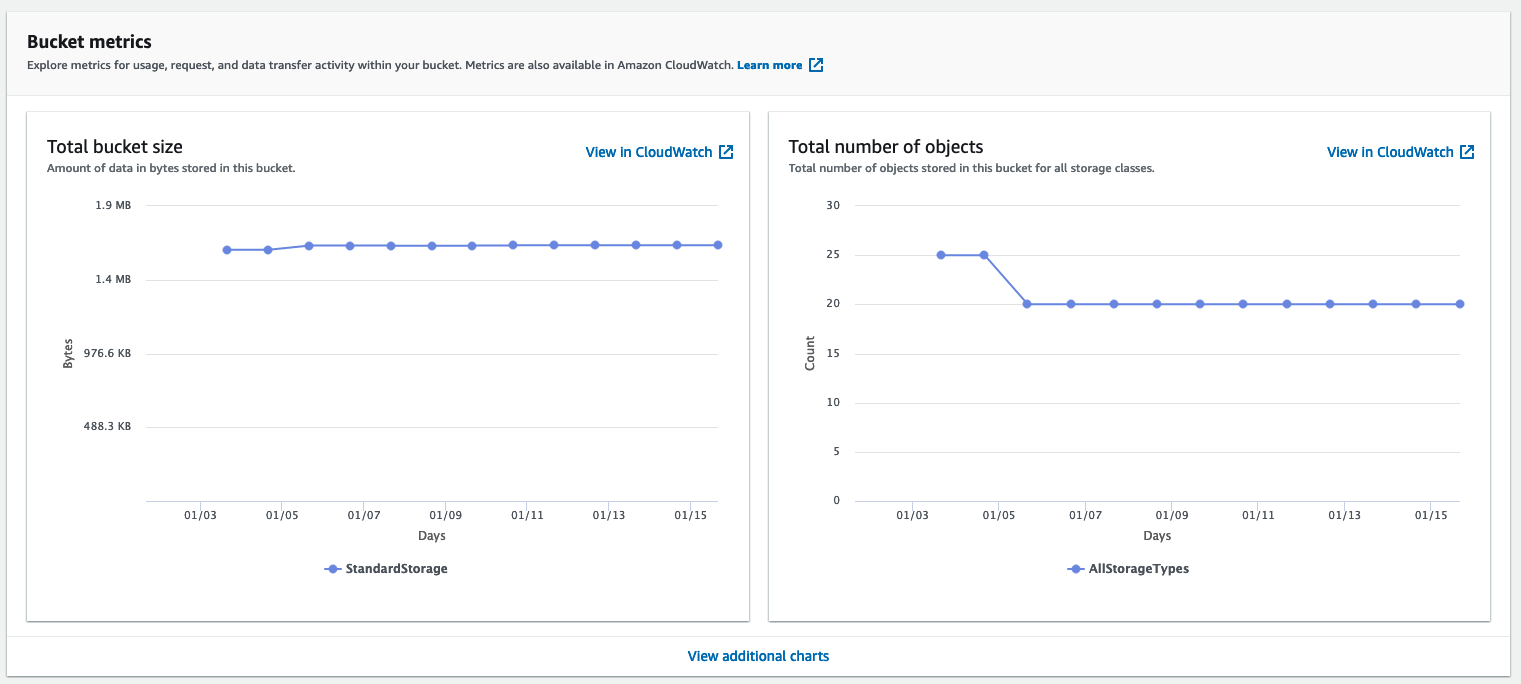 Bucket metrics
Explore metrics for usage, request, and data transfer activity within your bucket. Metrics are also available in Amazon CloudWatch. Learn more
Total bucket size
View in CloudWatch
Amount of data in bytes stored in this bucket.
1.9 MB
1.4 MB
976.6 KB
488.3 KB
Bytes
01/03 01/05 01/07 01/09 01/11 01/13 01/15
Days
StandardStorage
Total number of objects
View in CloudWatch
Total number of objects stored in this bucket for all storage classes.
30
25
20
15
10
5
0
Count
01/03 01/05 01/07 01/09 01/11 01/13 01/15
Days
AllStorageTypes
View additional charts